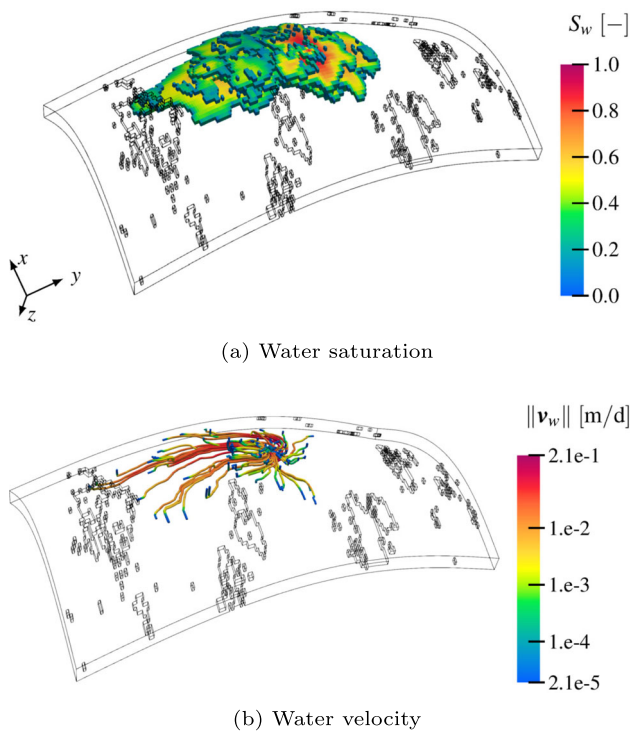 S_w [−]
1.0
0.8
0.6
0.4
0.2
0.0
x
y
z
(a) Water saturation
‖v_w‖ [m/d]
2.1e-1
1.e-2
1.e-3
1.e-4
2.1e-5
(b) Water velocity